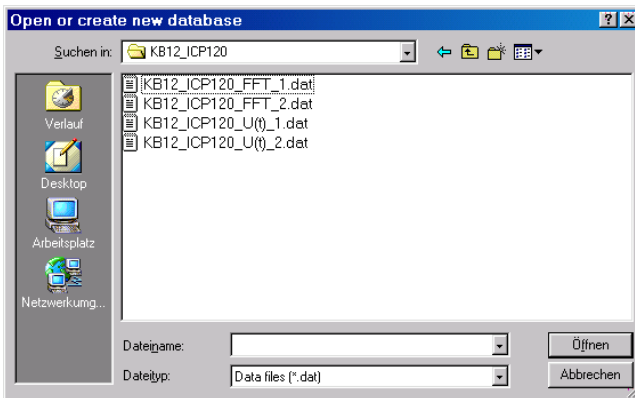 Open or create new database
Suchen in: KB12_ICP120
KB12_ICP120_FFT_1.dat
KB12_ICP120_FFT_2.dat
KB12_ICP120_U(t)_1.dat
KB12_ICP120_U(t)_2.dat
Verlauf
Desktop
Arbeitsplatz
Netzwerkumg...
Dateiname:
Öffnen
Dateityp: Data files (*.dat)
Abbrechen